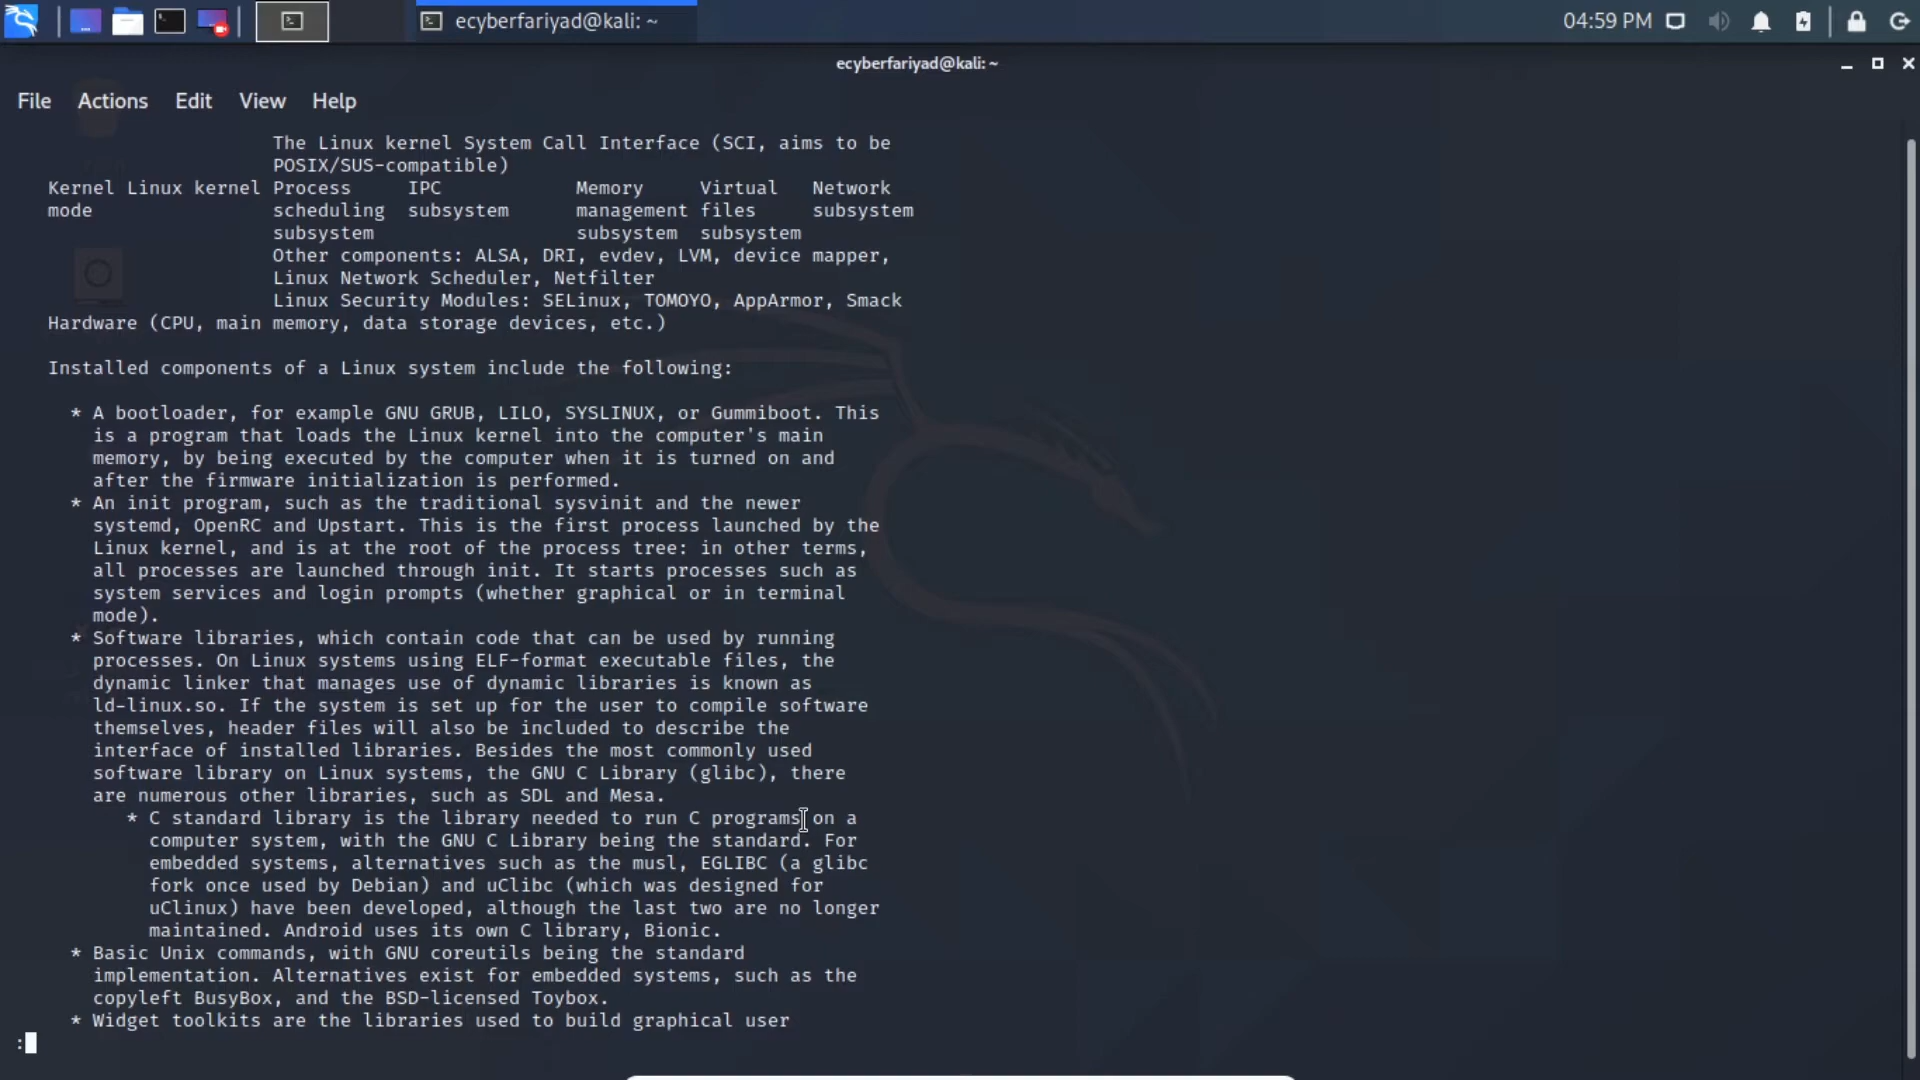 ecyberfariyad@kali: ~
04:59 PM
ecyberfariyad@kali: ~
File Actions Edit View Help
The Linux kernel System Call Interface (SCI, aims to be
POSIX/SUS-compatible)
Kernel Linux kernel Process IPC Memory Virtual Network
mode scheduling subsystem management files subsystem
subsystem subsystem subsystem
Other components: ALSA, DRI, evdev, LVM, device mapper,
Linux Network Scheduler, Netfilter
Linux Security Modules: SELinux, TOMOYO, AppArmor, Smack
Hardware (CPU, main memory, data storage devices, etc.)
Installed components of a Linux system include the following:
* A bootloader, for example GNU GRUB, LILO, SYSLINUX, or Gummiboot. This
is a program that loads the Linux kernel into the computer's main
memory, by being executed by the computer when it is turned on and
after the firmware initialization is performed.
* An init program, such as the traditional sysvinit and the newer
systemd, OpenRC and Upstart. This is the first process launched by the
Linux kernel, and is at the root of the process tree: in other terms,
all processes are launched through init. It starts processes such as
system services and login prompts (whether graphical or in terminal
mode).
* Software libraries, which contain code that can be used by running
processes. On Linux systems using ELF-format executable files, the
dynamic linker that manages use of dynamic libraries is known as
ld-linux.so. If the system is set up for the user to compile software
themselves, header files will also be included to describe the
interface of installed libraries. Besides the most commonly used
software library on Linux systems, the GNU C Library (glibc), there
are numerous other libraries, such as SDL and Mesa.
* C standard library is the library needed to run C programs on a
computer system, with the GNU C Library being the standard. For
embedded systems, alternatives such as the musl, EGLIBC (a glibc
fork once used by Debian) and uClibc (which was designed for
uClinux) have been developed, although the last two are no longer
maintained. Android uses its own C library, Bionic.
* Basic Unix commands, with GNU coreutils being the standard
implementation. Alternatives exist for embedded systems, such as the
copyleft BusyBox, and the BSD-licensed Toybox.
* Widget toolkits are the libraries used to build graphical user
: